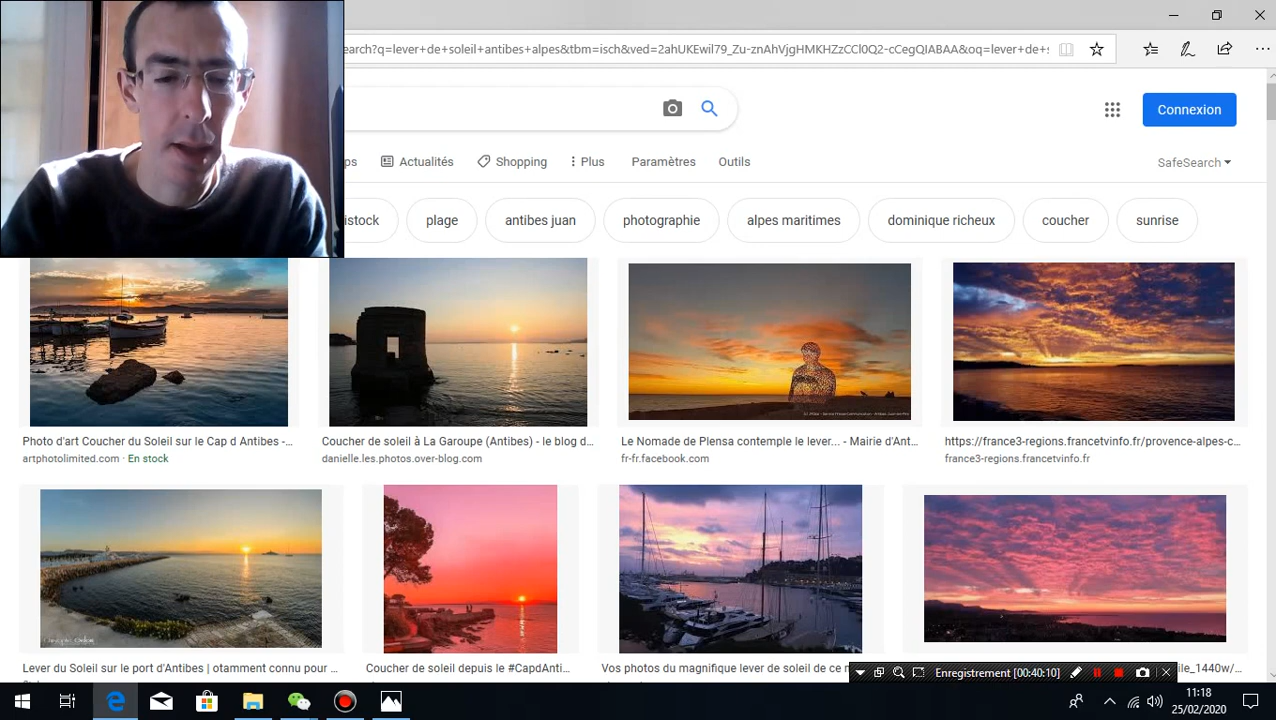 earch?q=lever+de+soleil+antibes+alpes&tbm=isch&ved=2ahUKEwil79_Zu-znAhVjgHMKHZzCCl0Q2-cCegQIABAA&oq=lever+de+s
Connexion
ps Actualités Shopping Plus Paramètres Outils SafeSearch
istock plage antibes juan photographie alpes maritimes dominique richeux coucher sunrise
Photo d'art Coucher du Soleil sur le Cap d Antibes -...
artphotolimited.com · En stock
Coucher de soleil à La Garoupe (Antibes) - le blog d...
danielle.les.photos.over-blog.com
Le Nomade de Plensa contemple le lever... - Mairie d'Ant...
fr-fr.facebook.com
https://france3-regions.francetvinfo.fr/provence-alpes-c...
france3-regions.francetvinfo.fr
Lever du Soleil sur le port d'Antibes | otamment connu pour ...
Coucher de soleil depuis le #CapdAnti...
Vos photos du magnifique lever de soleil de ce m
ile_1440w/...
Enregistrement [00:40:10]
11:18
25/02/2020